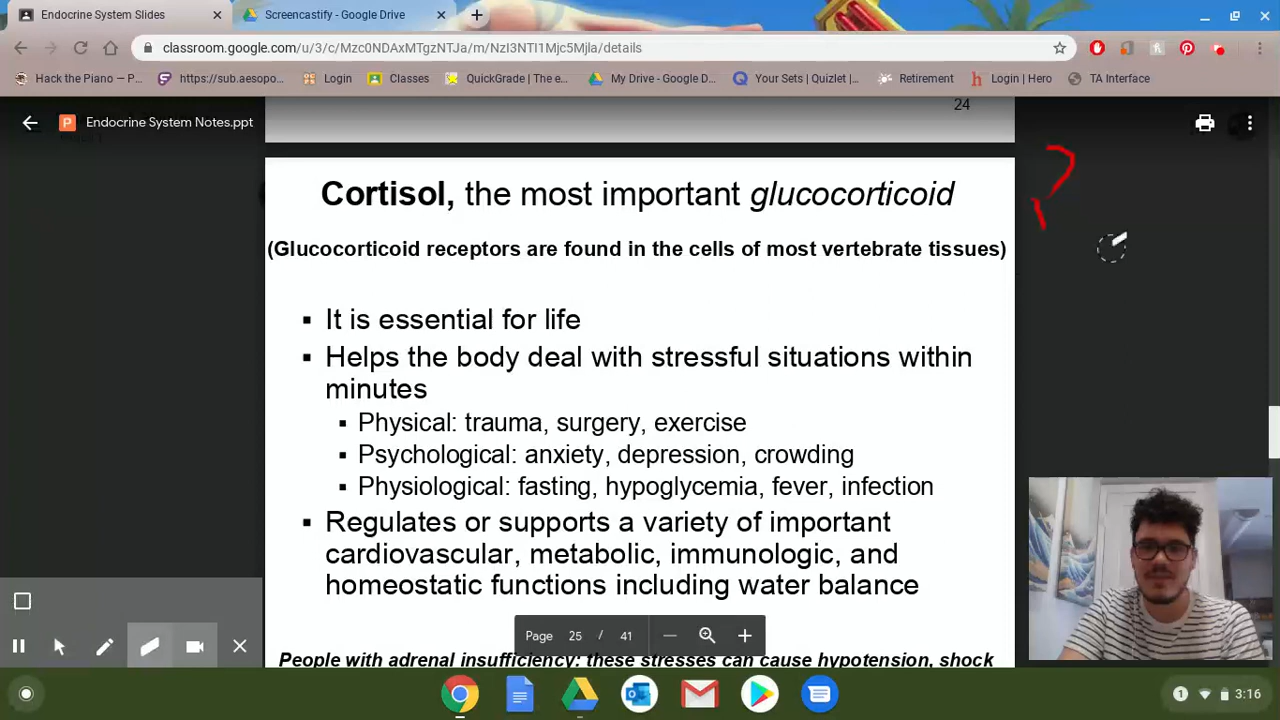 Endocrine System Slides
Screencastify - Google Drive
classroom.google.com/u/3/c/Mzc0NDAxMTgzNTJa/m/NzI3NTI1Mjc5Mjla/details
Hack the Piano — P...
https://sub.aesopo...
Login
Classes
QuickGrade | The e...
My Drive - Google D...
Your Sets | Quizlet |...
Retirement
Login | Hero
TA Interface
24
Endocrine System Notes.ppt
Cortisol, the most important glucocorticoid
(Glucocorticoid receptors are found in the cells of most vertebrate tissues)
▪ It is essential for life
▪ Helps the body deal with stressful situations within
minutes
▪ Physical: trauma, surgery, exercise
▪ Psychological: anxiety, depression, crowding
▪ Physiological: fasting, hypoglycemia, fever, infection
▪ Regulates or supports a variety of important
cardiovascular, metabolic, immunologic, and
homeostatic functions including water balance
Page 25 / 41
People with adrenal insufficiency: these stresses can cause hypotension, shock
?
1
3:16